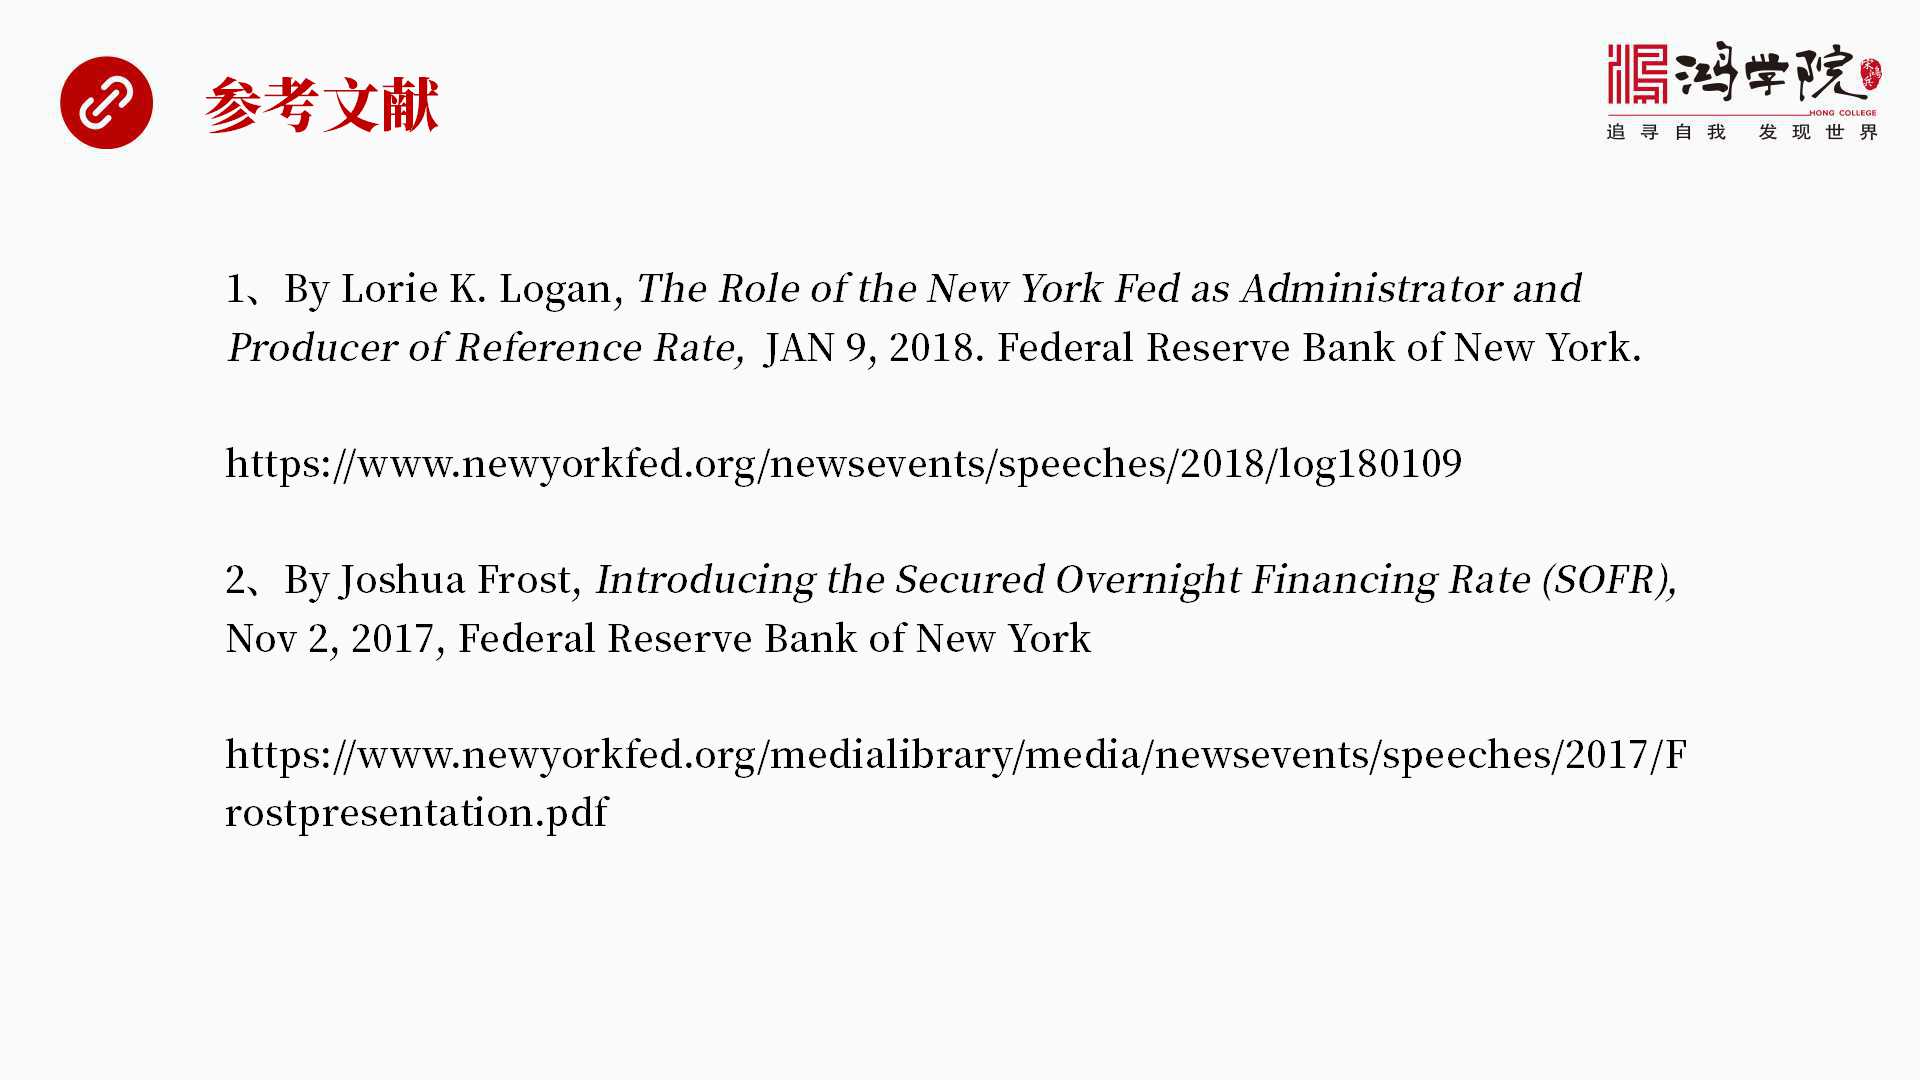 参考文献
鸿学院
宋鸿兵
HONG COLLEGE
追寻自我 发现世界
1、By Lorie K. Logan, The Role of the New York Fed as Administrator and
Producer of Reference Rate, JAN 9, 2018. Federal Reserve Bank of New York.
https://www.newyorkfed.org/newsevents/speeches/2018/log180109
2、By Joshua Frost, Introducing the Secured Overnight Financing Rate (SOFR),
Nov 2, 2017, Federal Reserve Bank of New York
https://www.newyorkfed.org/medialibrary/media/newsevents/speeches/2017/F
rostpresentation.pdf